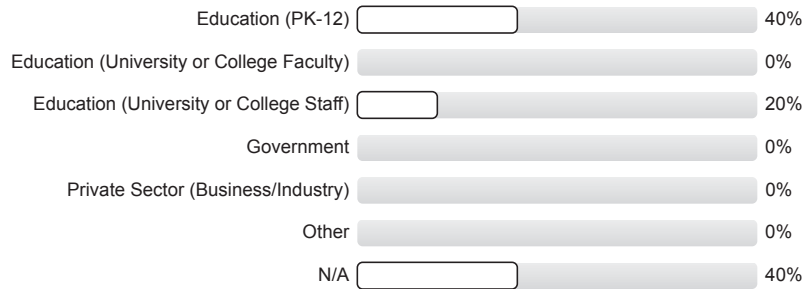 Education (PK-12) 40%
Education (University or College Faculty) 0%
Education (University or College Staff) 20%
Government 0%
Private Sector (Business/Industry) 0%
Other 0%
N/A 40%